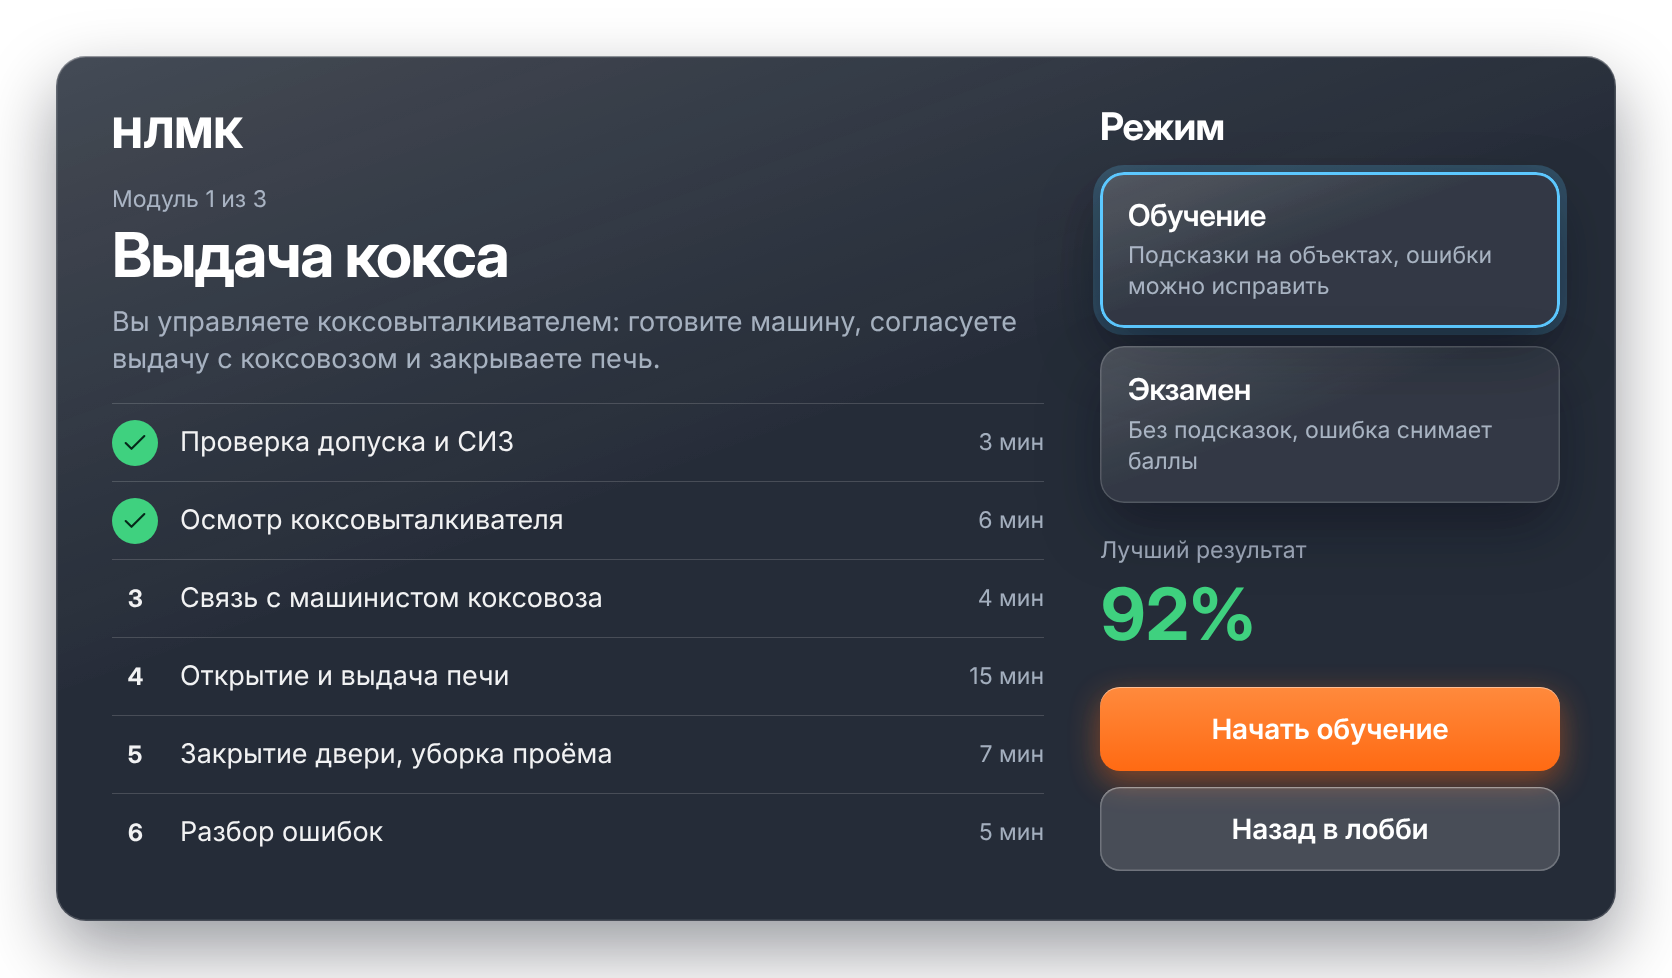 НЛМК
Модуль 1 из 3
Выдача кокса
Вы управляете коксовыталкивателем: готовите машину, согласуете
выдачу с коксовозом и закрываете печь.
Проверка допуска и СИЗ 3 мин
Осмотр коксовыталкивателя 6 мин
3 Связь с машинистом коксовоза 4 мин
4 Открытие и выдача печи 15 мин
5 Закрытие двери, уборка проёма 7 мин
6 Разбор ошибок 5 мин
Режим
Обучение
Подсказки на объектах, ошибки
можно исправить
Экзамен
Без подсказок, ошибка снимает
баллы
Лучший результат
92%
Начать обучение
Назад в лобби